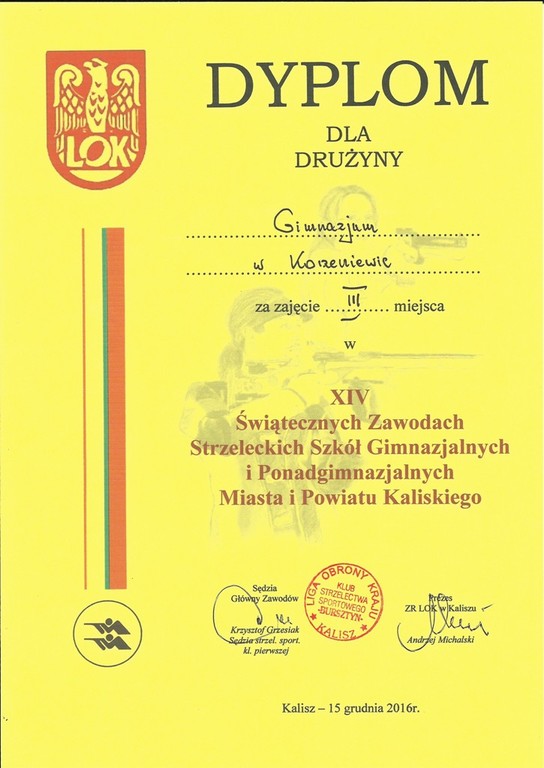 LOK
DYPLOM
DLA
DRUŻYNY
Gimnazjum
w Korzeniewie
za zajęcie ...III... miejsca
w
XIV
Świątecznych Zawodach
Strzeleckich Szkół Gimnazjalnych
i Ponadgimnazjalnych
Miasta i Powiatu Kaliskiego
Sędzia
Główny Zawodów
Krzysztof Grzesiak
Sędzia strzel. sport.
kl. pierwszej
LIGA OBRONY KRAJU
KLUB
STRZELECTWA
SPORTOWEGO
"BURSZTYN"
KALISZ
Prezes
ZR LOK w Kaliszu
Andrzej Michalski
Kalisz – 15 grudnia 2016r.